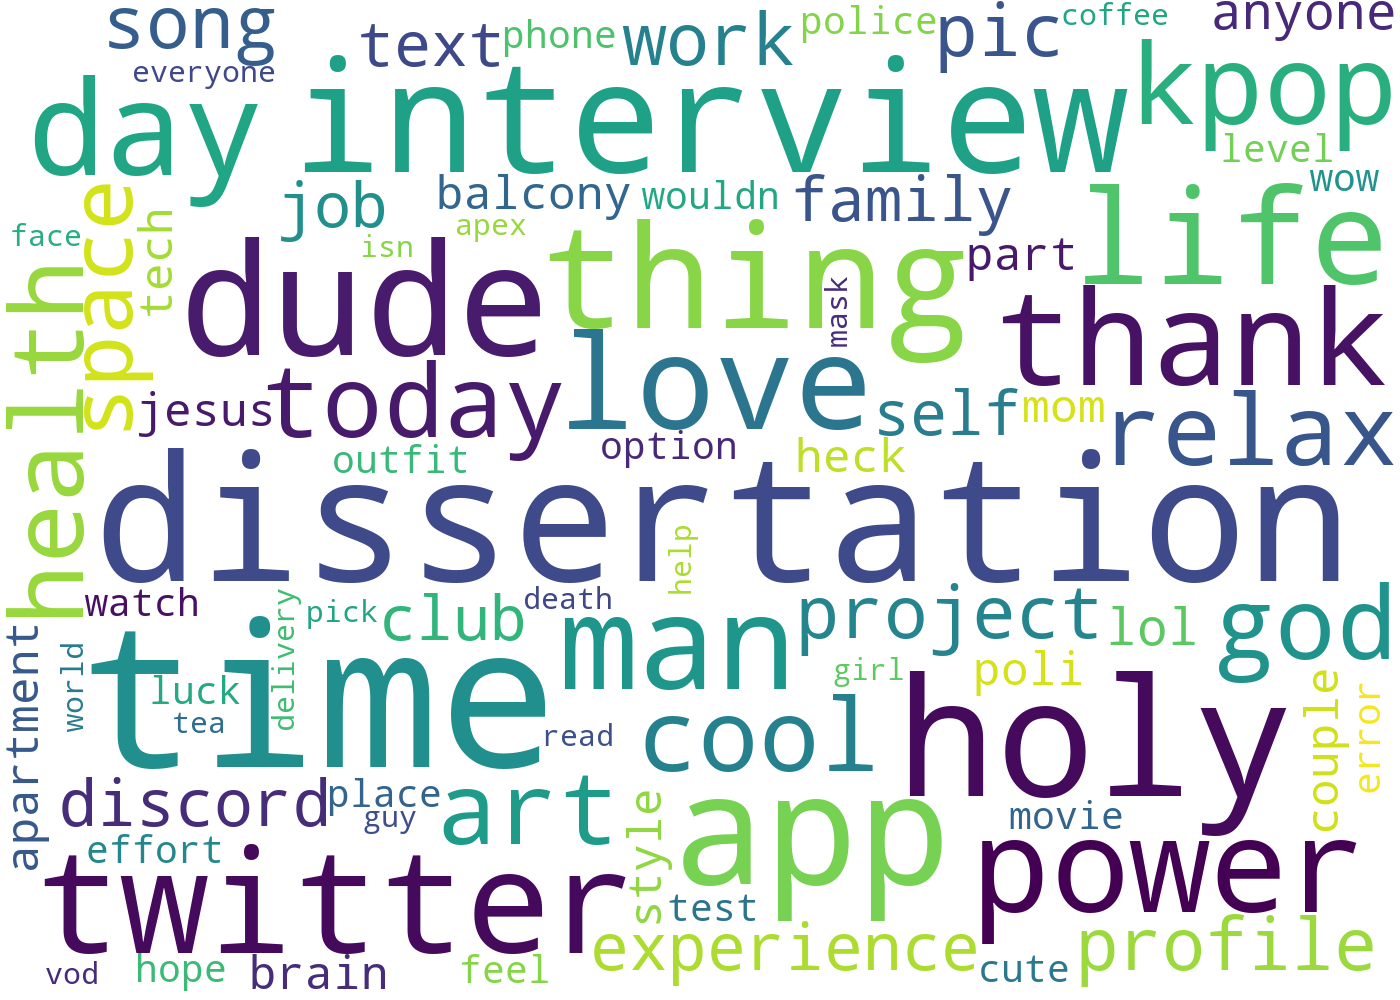 song
everyone
text
phone
work
police
pic
coffee
anyone
day
interview
kpop
level
wow
job
balcony
wouldn
family
life
face
tech
space
health
isn
apex
dude
thing
part
mask
thank
jesus
today
love
self
mom
relax
option
outfit
heck
dissertation
help
watch
delivery
pick
club
death
man
project
lol
god
apartment
world
time
luck
tea
girl
poli
holy
couple
error
read
cool
discord
place
guy
art
style
app
movie
power
effort
twitter
test
experience
profile
vod
hope
brain
feel
cute